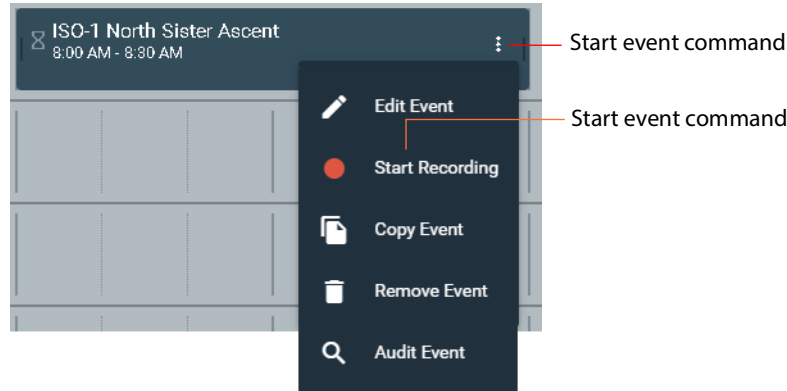 ISO-1 North Sister Ascent
8:00 AM - 8:30 AM
Start event command
Edit Event
Start event command
Start Recording
Copy Event
Remove Event
Audit Event